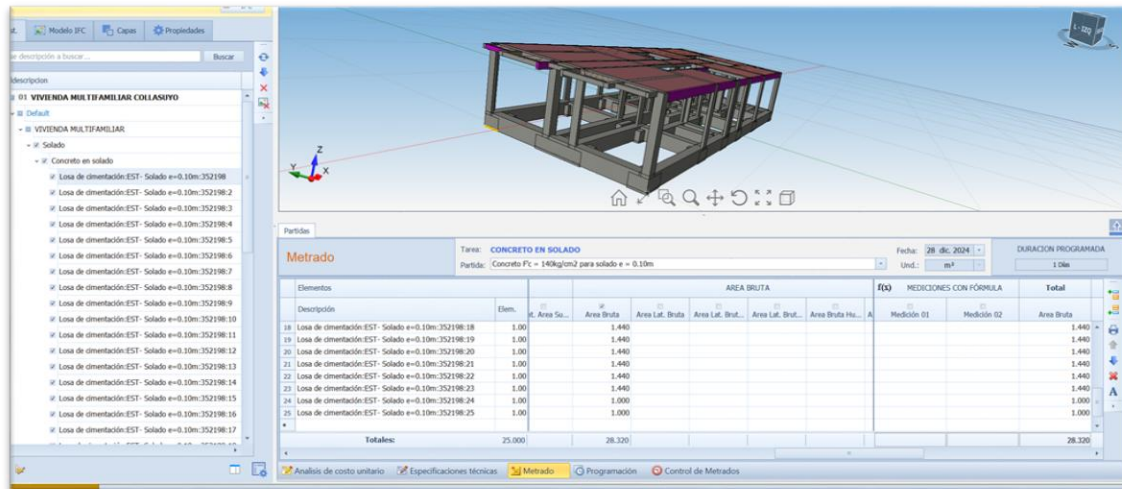 Modelo IFC Capas Propiedades
descripción a buscar... Buscar
descripcion
01 VIVIENDA MULTIFAMILIAR COLLASUYO
Default
VIVIENDA MULTIFAMILIAR
Solado
Concreto en solado
Losa de cimentación:EST- Solado e=0.10m:352198
Losa de cimentación:EST- Solado e=0.10m:352198:2
Losa de cimentación:EST- Solado e=0.10m:352198:3
Losa de cimentación:EST- Solado e=0.10m:352198:4
Losa de cimentación:EST- Solado e=0.10m:352198:5
Losa de cimentación:EST- Solado e=0.10m:352198:6
Losa de cimentación:EST- Solado e=0.10m:352198:7
Losa de cimentación:EST- Solado e=0.10m:352198:8
Losa de cimentación:EST- Solado e=0.10m:352198:9
Losa de cimentación:EST- Solado e=0.10m:352198:10
Losa de cimentación:EST- Solado e=0.10m:352198:11
Losa de cimentación:EST- Solado e=0.10m:352198:12
Losa de cimentación:EST- Solado e=0.10m:352198:13
Losa de cimentación:EST- Solado e=0.10m:352198:14
Losa de cimentación:EST- Solado e=0.10m:352198:15
Losa de cimentación:EST- Solado e=0.10m:352198:16
Losa de cimentación:EST- Solado e=0.10m:352198:17
L - IZQ
Z
Y X
Partidas
Metrado
Tarea: CONCRETO EN SOLADO
Partida: Concreto F'c = 140kg/cm2 para solado e = 0.10m
Fecha: 28 dic. 2024
Und.: m²
DURACION PROGRAMADA
1 Días
Elementos AREA BRUTA f(x) MEDICIONES CON FÓRMULA Total
Descripción Elem. t. Area Su... Area Bruta Area Lat. Bruta Area Lat. Brut... Area Lat. Brut... Area Bruta Hu... A Medición 01 Medición 02 Area Bruta
18 Losa de cimentación:EST- Solado e=0.10m:352198:18 1.00 1.440 1.440
19 Losa de cimentación:EST- Solado e=0.10m:352198:19 1.00 1.440 1.440
20 Losa de cimentación:EST- Solado e=0.10m:352198:20 1.00 1.440 1.440
21 Losa de cimentación:EST- Solado e=0.10m:352198:21 1.00 1.440 1.440
22 Losa de cimentación:EST- Solado e=0.10m:352198:22 1.00 1.440 1.440
23 Losa de cimentación:EST- Solado e=0.10m:352198:23 1.00 1.440 1.440
24 Losa de cimentación:EST- Solado e=0.10m:352198:24 1.00 1.000 1.000
25 Losa de cimentación:EST- Solado e=0.10m:352198:25 1.00 1.000 1.000
Totales: 25.000 28.320 28.320
Analisis de costo unitario Especificaciones técnicas Metrado Programación Control de Metrados